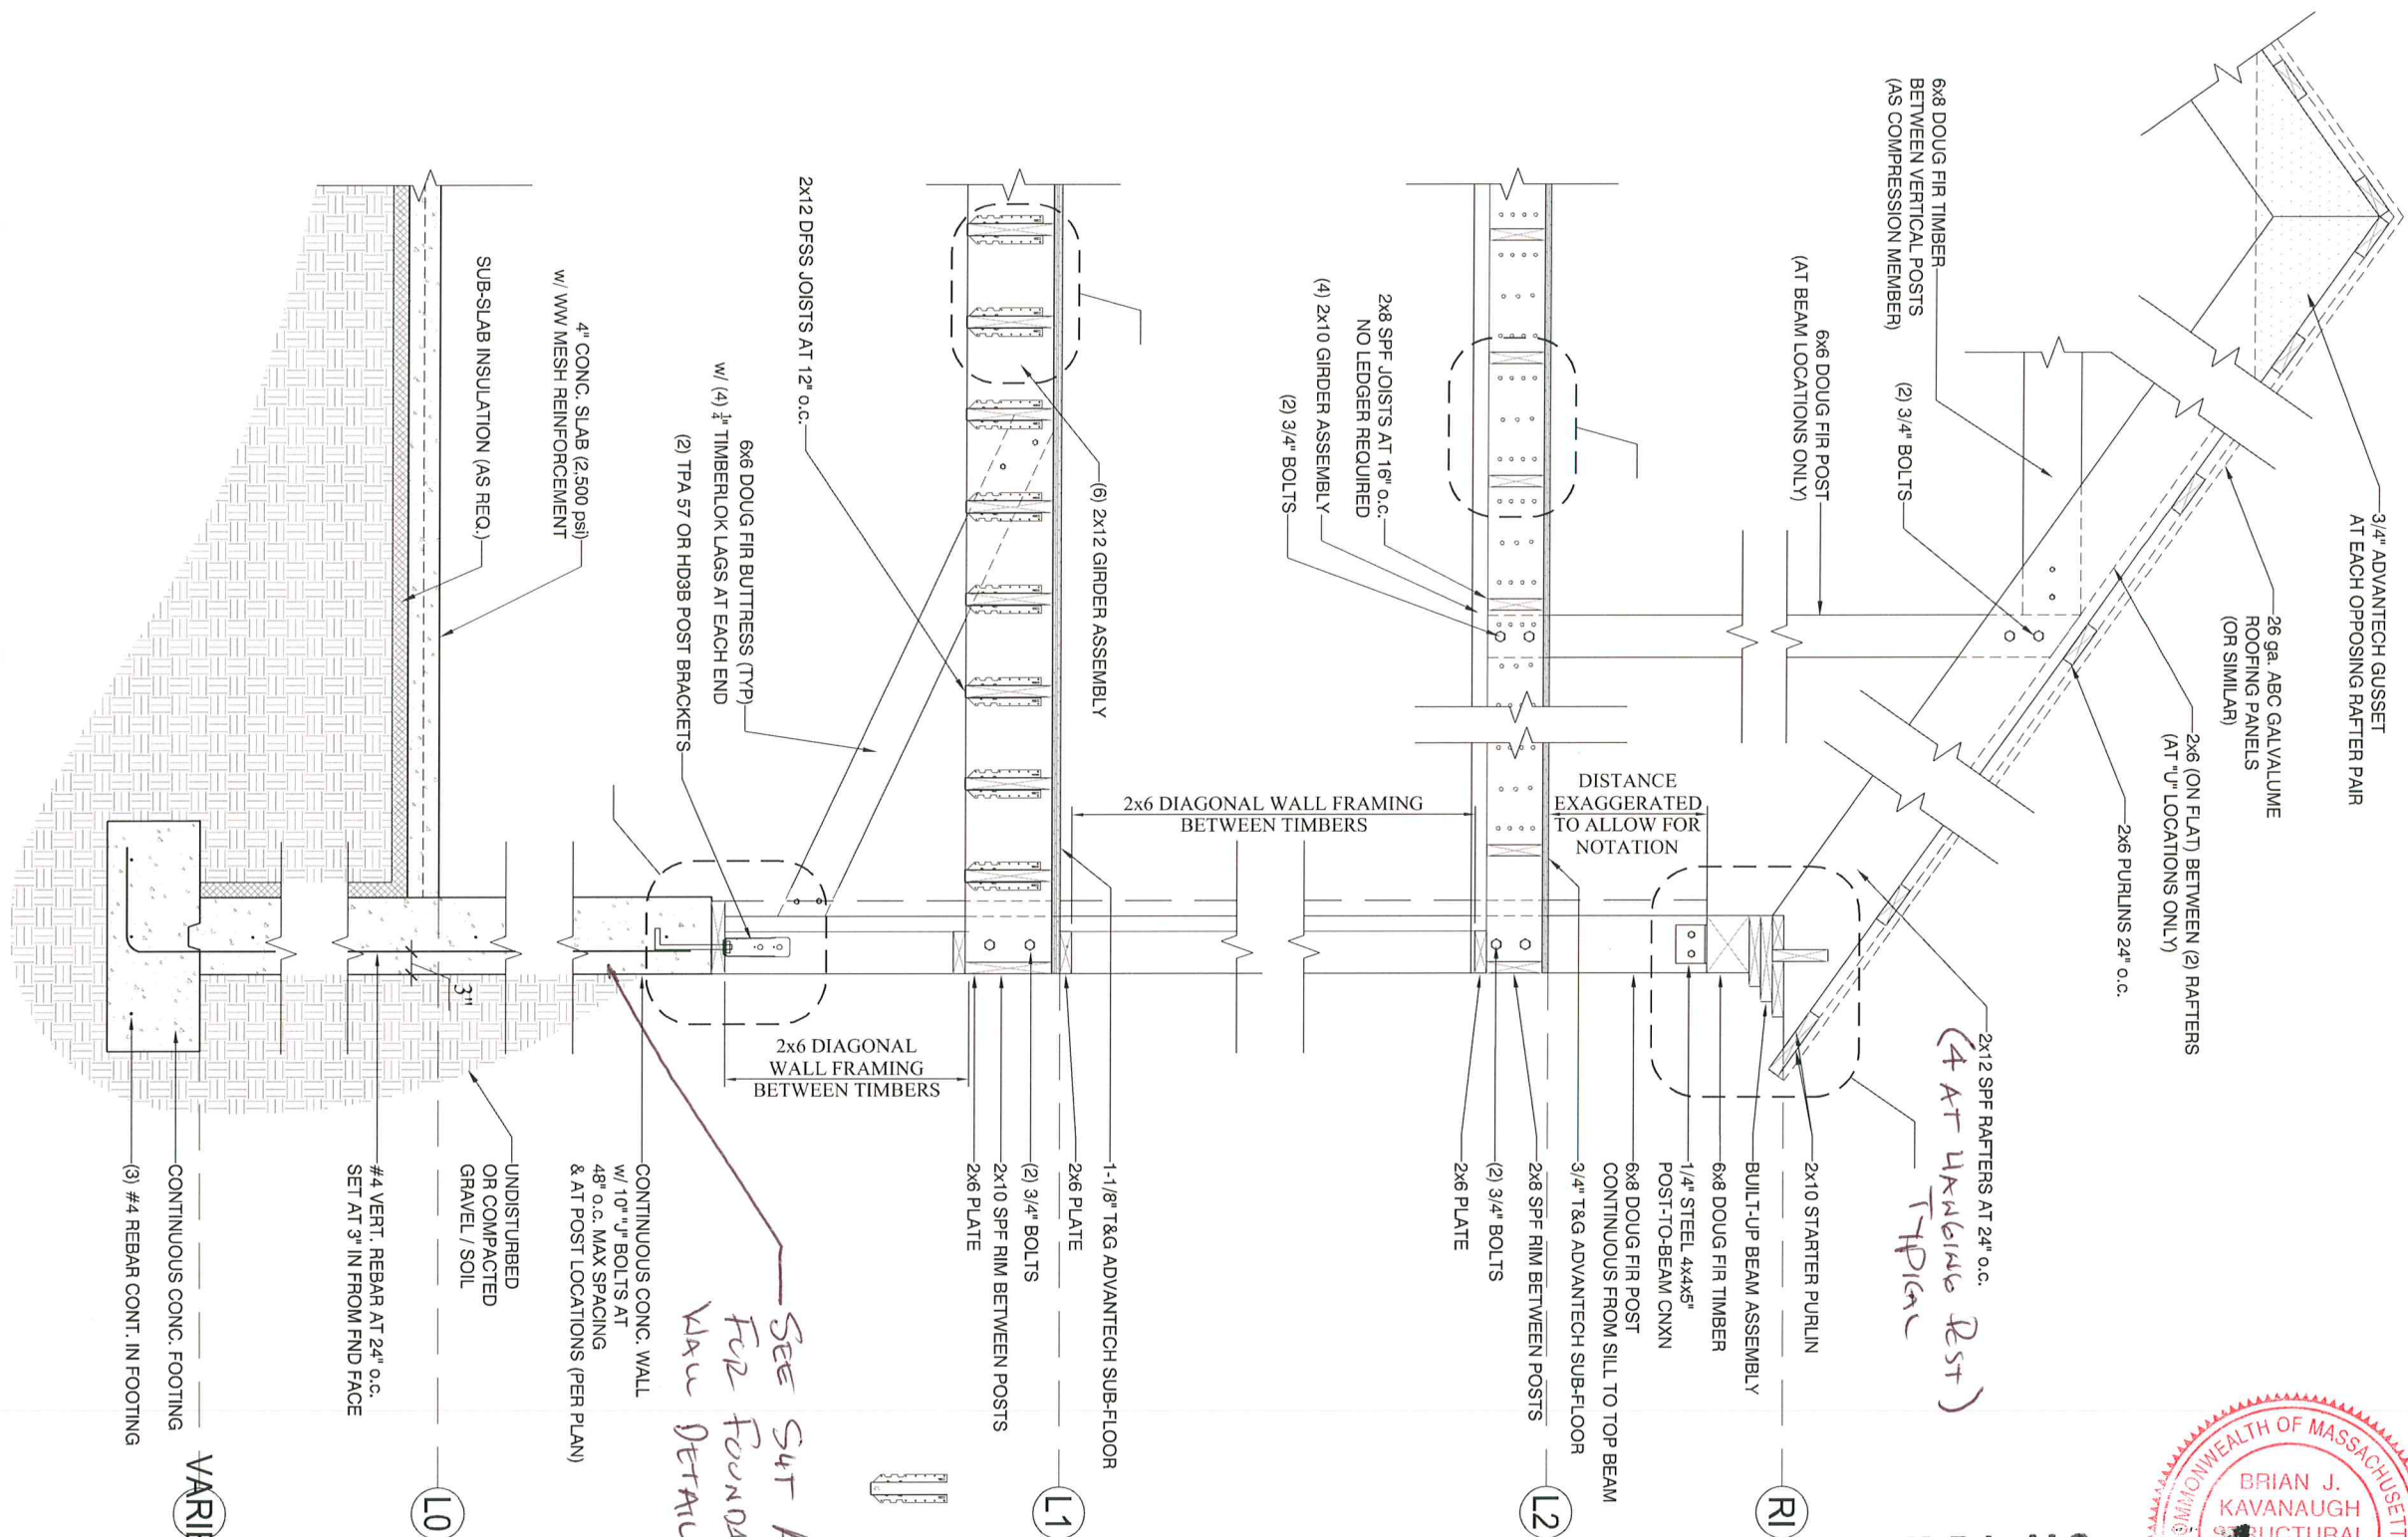 3/4" ADVANTECH GUSSET
AT EACH OPPOSING RAFTER PAIR
26 ga. ABC GALVALUME
ROOFING PANELS
(OR SIMILAR)
2x6 (ON FLAT) BETWEEN (2) RAFTERS
(AT "U" LOCATIONS ONLY)
2x6 PURLINS 24" o.c.
2x12 SPF RAFTERS AT 24" o.c.
(4 AT HANGING POST)
TYPICAL
6x8 DOUG FIR TIMBER
BETWEEN VERTICAL POSTS
(AS COMPRESSION MEMBER)
(2) 3/4" BOLTS
6x6 DOUG FIR POST
(AT BEAM LOCATIONS ONLY)
2x10 STARTER PURLIN
BUILT-UP BEAM ASSEMBLY
6x8 DOUG FIR TIMBER
1/4" STEEL 4x4x5"
POST-TO-BEAM CNXN
6x8 DOUG FIR POST
CONTINUOUS FROM SILL TO TOP BEAM
3/4" T&G ADVANTECH SUB-FLOOR
2x8 SPF RIM BETWEEN POSTS
(2) 3/4" BOLTS
2x6 PLATE
DISTANCE
EXAGGERATED
TO ALLOW FOR
NOTATION
2x8 SPF JOISTS AT 16" o.c.
NO LEDGER REQUIRED
(4) 2x10 GIRDER ASSEMBLY
(2) 3/4" BOLTS
2x6 DIAGONAL WALL FRAMING
BETWEEN TIMBERS
1-1/8" T&G ADVANTECH SUB-FLOOR
2x6 PLATE
(2) 3/4" BOLTS
2x10 SPF RIM BETWEEN POSTS
2x6 PLATE
(6) 2x12 GIRDER ASSEMBLY
2x12 DFSS JOISTS AT 12" o.c.
6x6 DOUG FIR BUTTRESS (TYP)
w/ (4) 1/4" TIMBERLOK LAGS AT EACH END
(2) TPA 57 OR HD3B POST BRACKETS
2x6 DIAGONAL
WALL FRAMING
BETWEEN TIMBERS
SEE SHT
FOR
WALL
CONTINUOUS CONC. WALL
w/ 10" "J" BOLTS AT
48" o.c. MAX SPACING
& AT POST LOCATIONS (PER PLAN)
4" CONC. SLAB (2,500 psi)
w/ WW MESH REINFORCEMENT
SUB-SLAB INSULATION (AS REQ.)
3"
UNDISTURBED
OR COMPACTED
GRAVEL / SOIL
#4 VERT. REBAR AT 24" o.c.
SET AT 3" IN FROM FND FACE
CONTINUOUS CONC. FOOTING
(3) #4 REBAR CONT. IN FOOTING
RI
L2
L1
L0
BRIAN J.
KAVANAUGH
STRUCTURAL